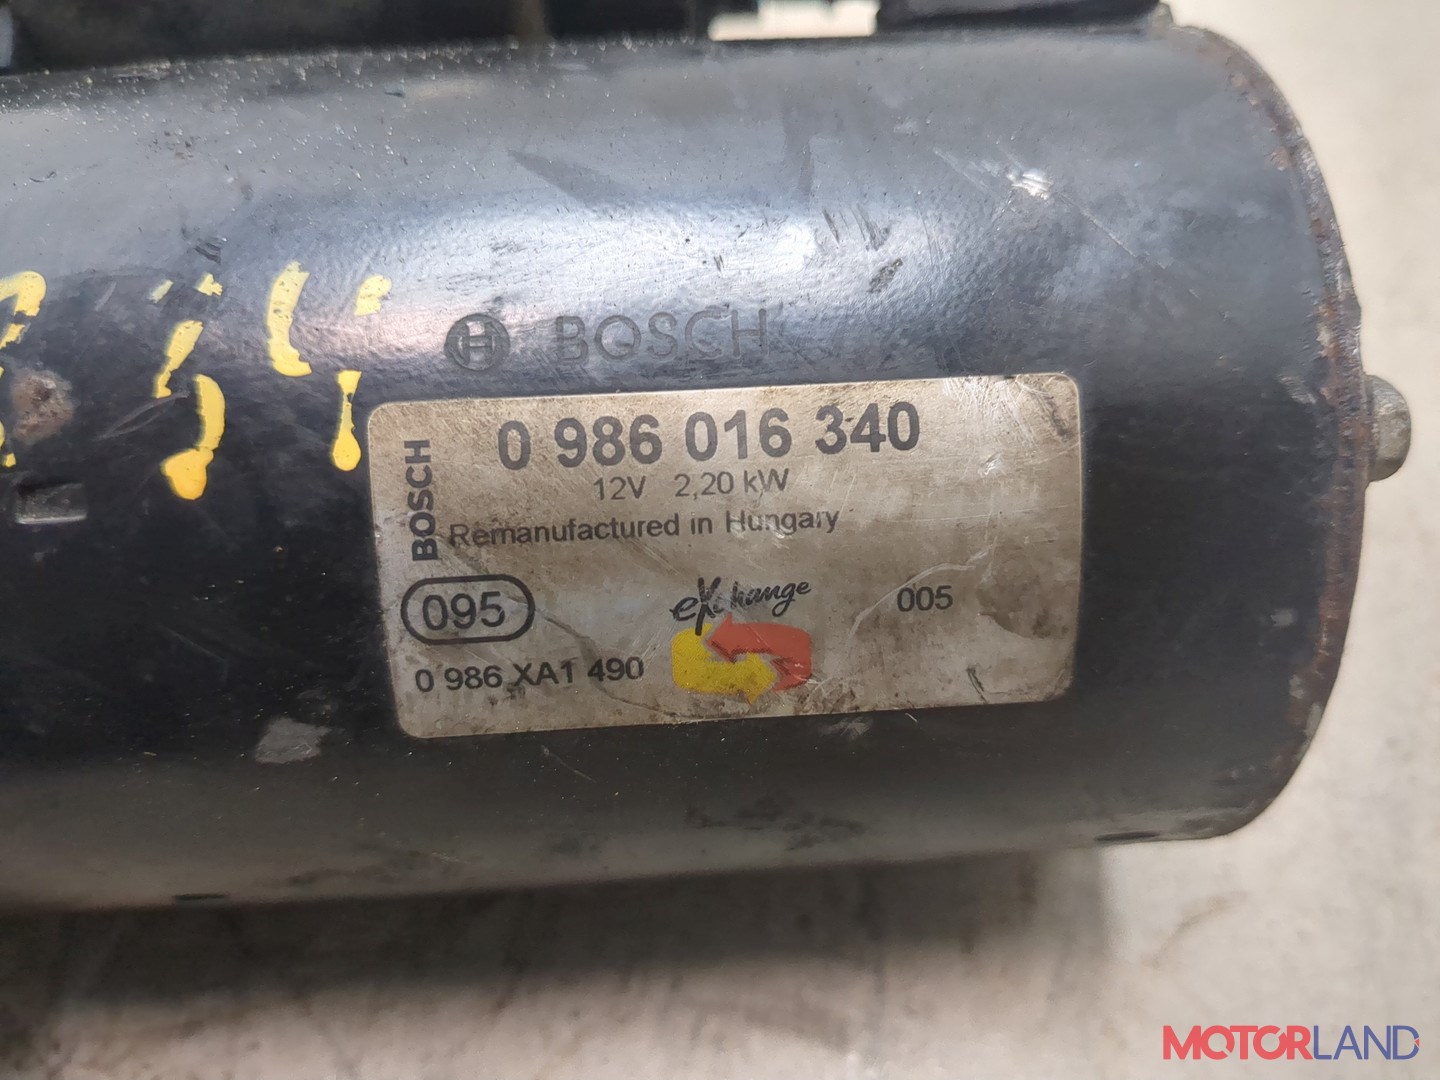 BOSCH
BOSCH
0 986 016 340
12V 2,20 kW
Remanufactured in Hungary
095
eXchange
005
0 986 XA1 490
MOTORLAND